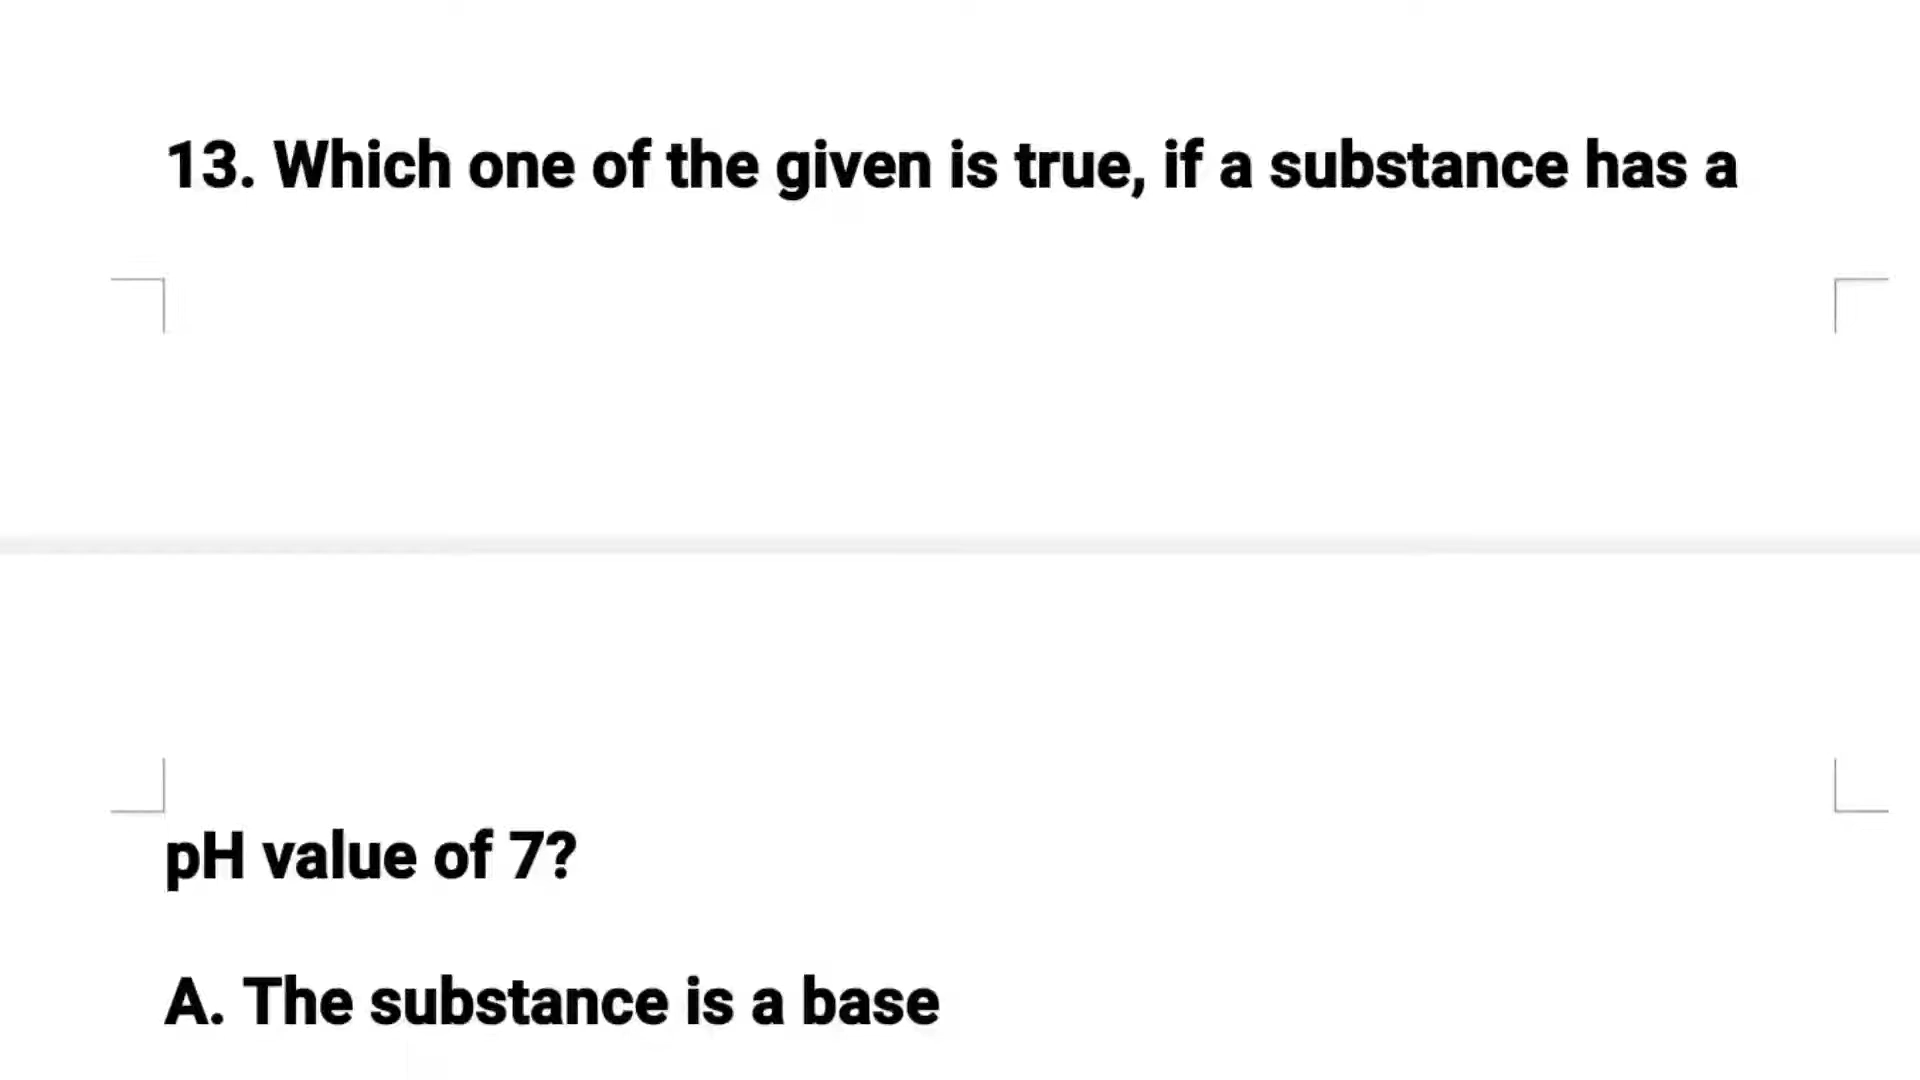 13. Which one of the given is true, if a substance has a
pH value of 7?
A. The substance is a base